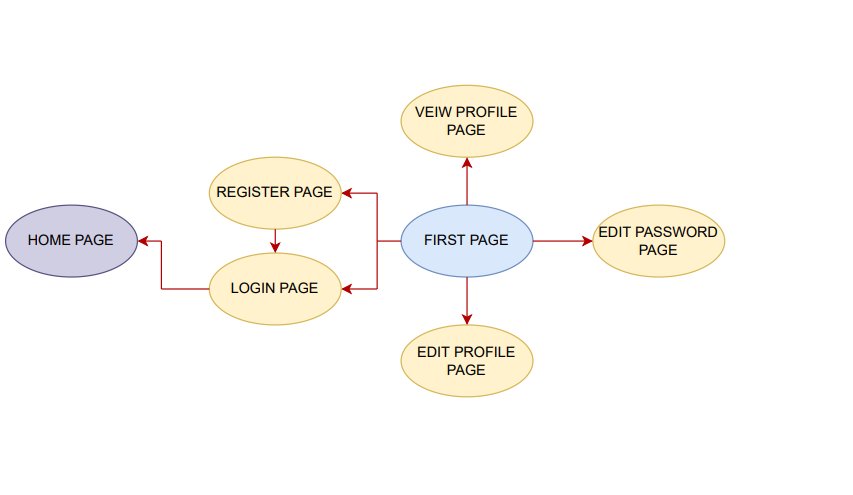 VEIW PROFILE
PAGE
REGISTER PAGE
HOME PAGE
FIRST PAGE
EDIT PASSWORD
PAGE
LOGIN PAGE
EDIT PROFILE
PAGE